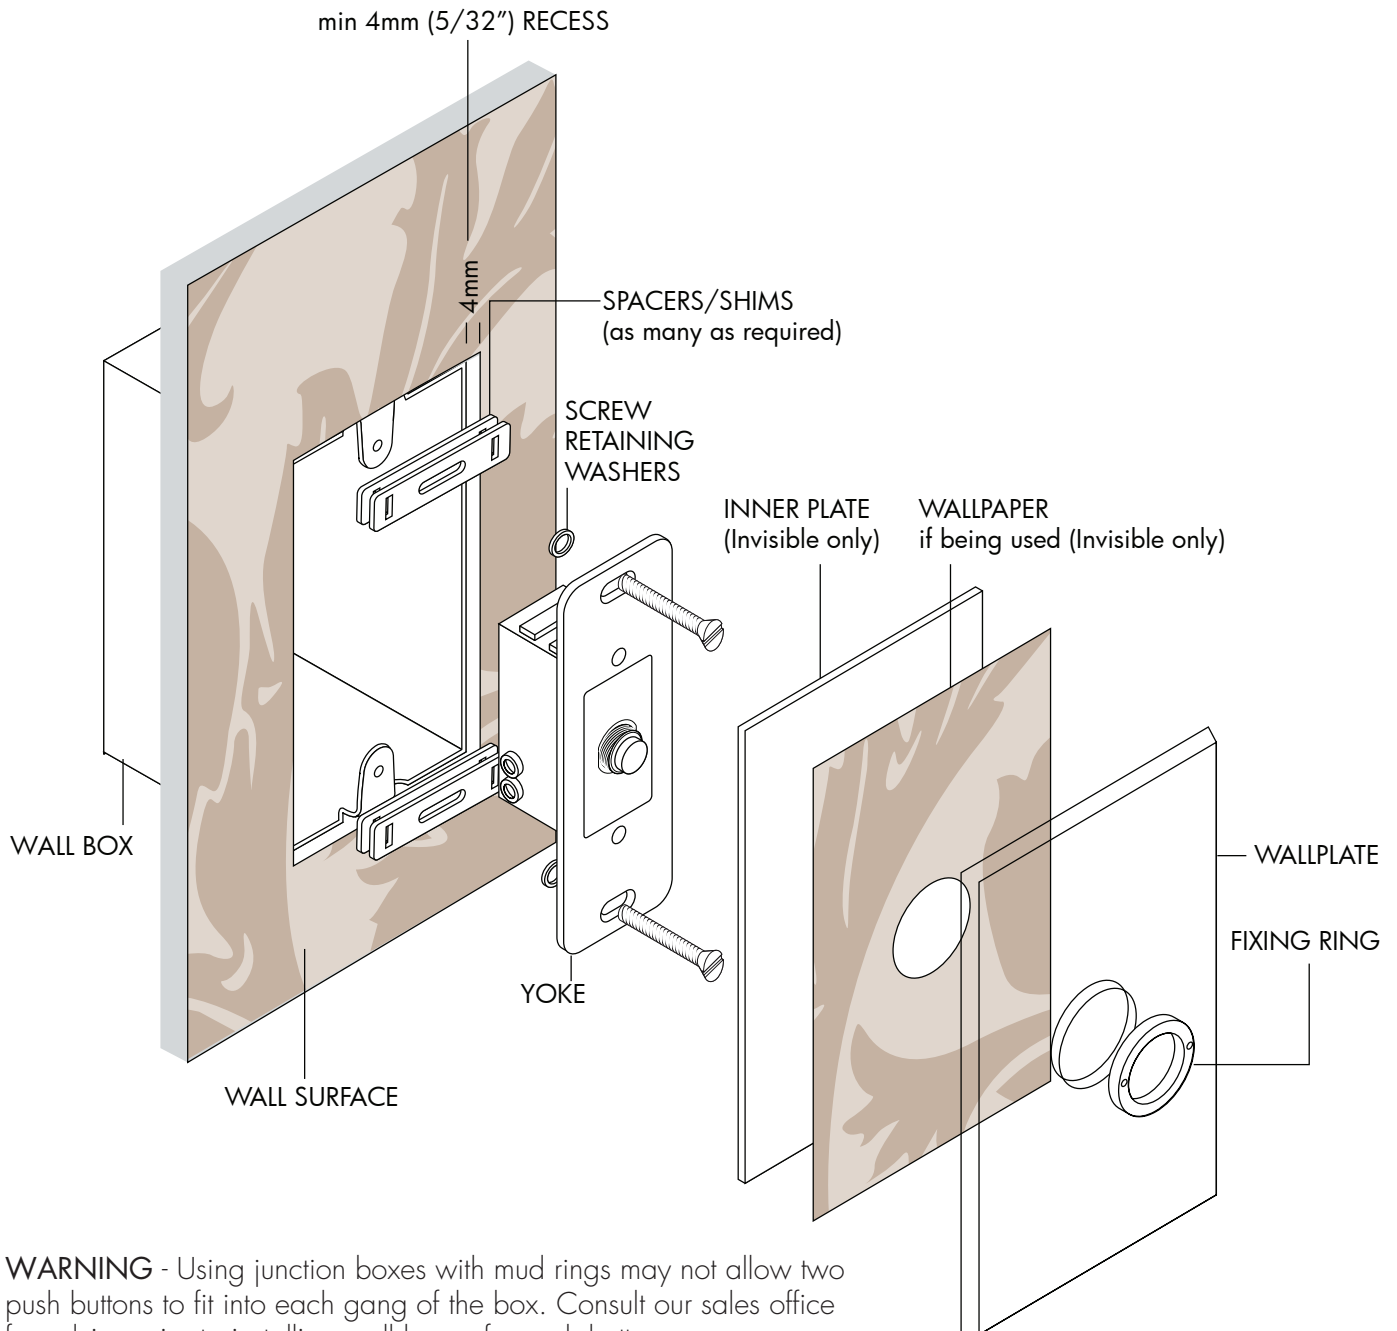 min 4mm (5/32”) RECESS
4mm
SPACERS/SHIMS
(as many as required)
SCREW
RETAINING
WASHERS
INNER PLATE
(Invisible only)
WALLPAPER
if being used (Invisible only)
WALL BOX
WALLPLATE
FIXING RING
YOKE
WALL SURFACE
WARNING - Using junction boxes with mud rings may not allow two
push buttons to fit into each gang of the box. Consult our sales office